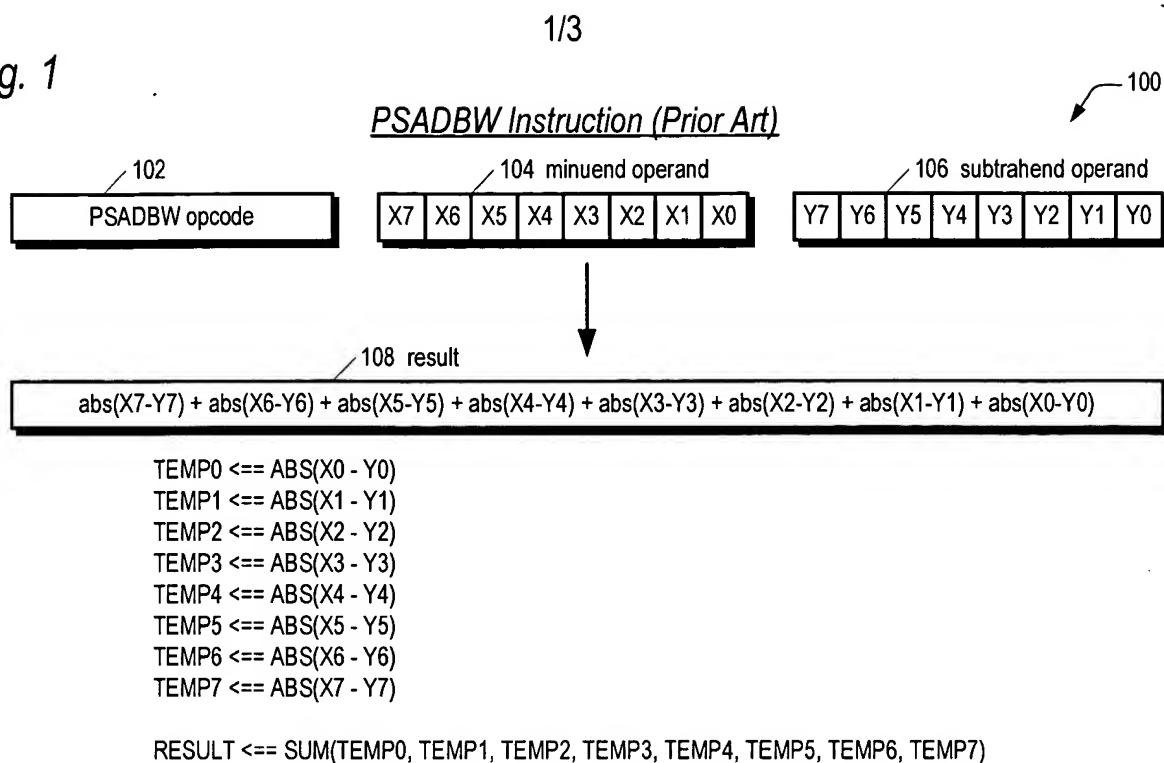 1/3
g. 1
100
PSADBW Instruction (Prior Art)
102
104 minuend operand
106 subtrahend operand
PSADBW opcode
X7 X6 X5 X4 X3 X2 X1 X0
Y7 Y6 Y5 Y4 Y3 Y2 Y1 Y0
108 result
abs(X7-Y7) + abs(X6-Y6) + abs(X5-Y5) + abs(X4-Y4) + abs(X3-Y3) + abs(X2-Y2) + abs(X1-Y1) + abs(X0-Y0)
TEMP0 <== ABS(X0 - Y0)
TEMP1 <== ABS(X1 - Y1)
TEMP2 <== ABS(X2 - Y2)
TEMP3 <== ABS(X3 - Y3)
TEMP4 <== ABS(X4 - Y4)
TEMP5 <== ABS(X5 - Y5)
TEMP6 <== ABS(X6 - Y6)
TEMP7 <== ABS(X7 - Y7)
RESULT <== SUM(TEMP0, TEMP1, TEMP2, TEMP3, TEMP4, TEMP5, TEMP6, TEMP7)